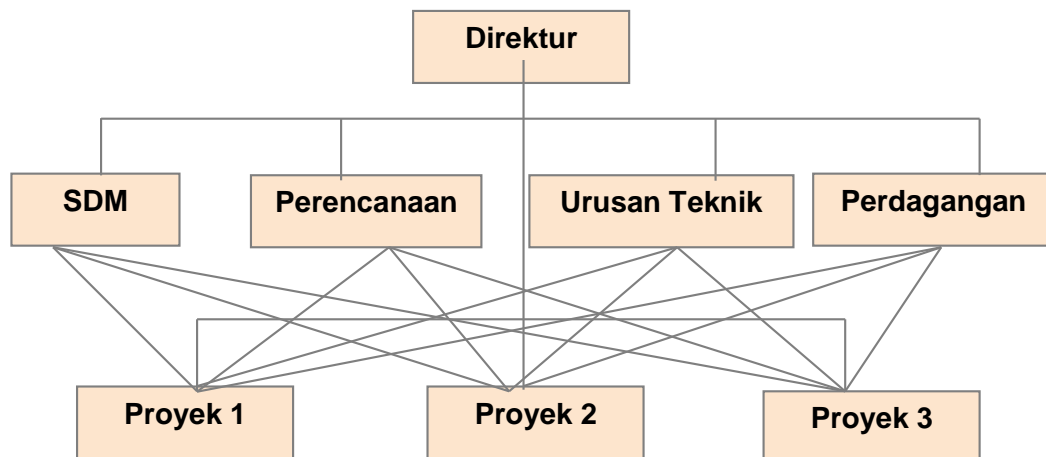 Direktur
SDM
Perencanaan
Urusan Teknik
Perdagangan
Proyek 1
Proyek 2
Proyek 3